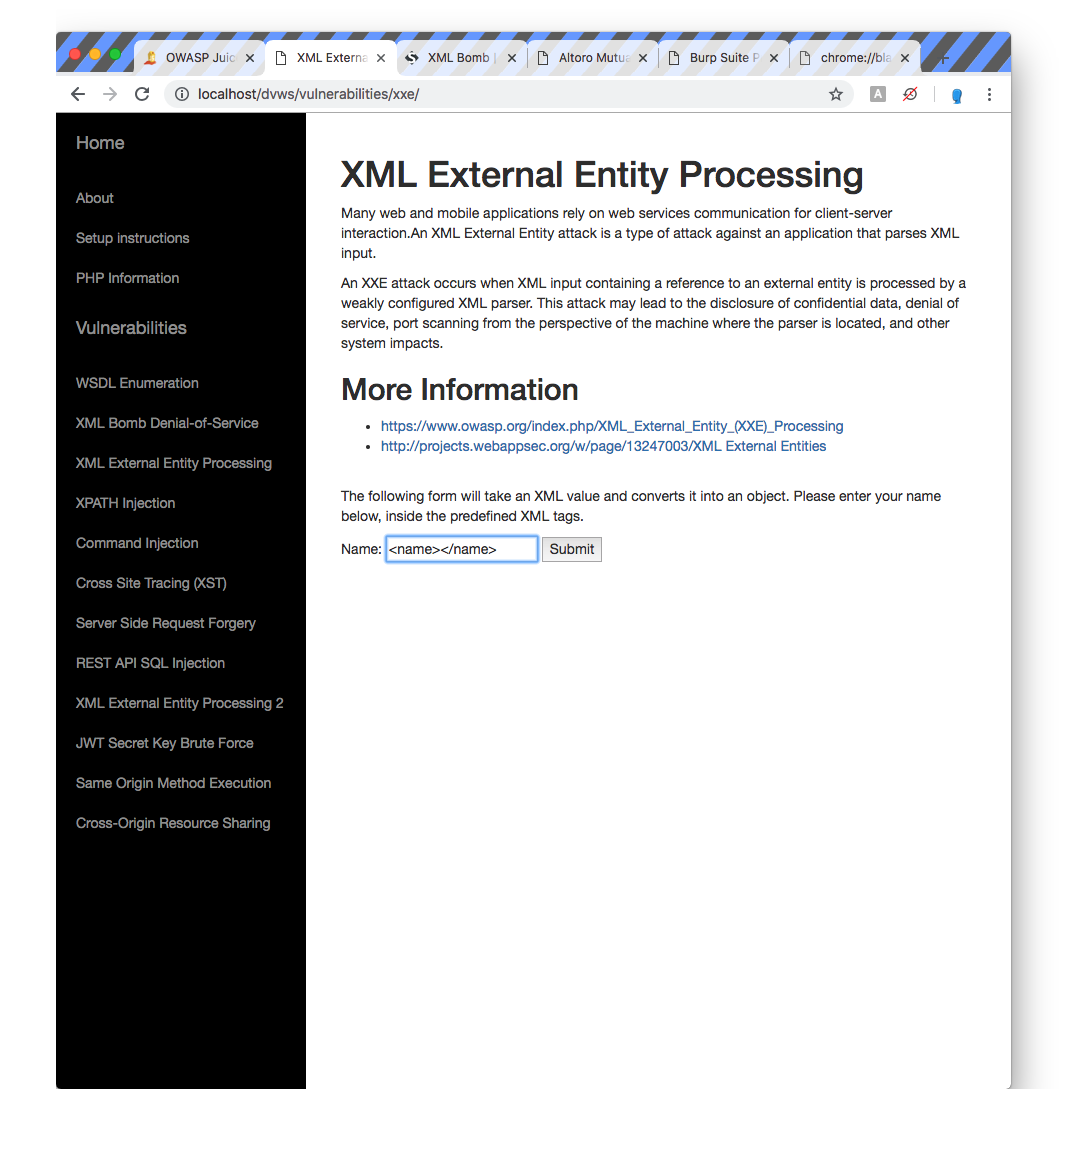 OWASP Juic
XML Externa
XML Bomb |
Altoro Mutua
Burp Suite P
chrome://bla
localhost/dvws/vulnerabilities/xxe/
A
Home
About
Setup instructions
PHP Information
Vulnerabilities
WSDL Enumeration
XML Bomb Denial-of-Service
XML External Entity Processing
XPATH Injection
Command Injection
Cross Site Tracing (XST)
Server Side Request Forgery
REST API SQL Injection
XML External Entity Processing 2
JWT Secret Key Brute Force
Same Origin Method Execution
Cross-Origin Resource Sharing
XML External Entity Processing
Many web and mobile applications rely on web services communication for client-server
interaction.An XML External Entity attack is a type of attack against an application that parses XML
input.
An XXE attack occurs when XML input containing a reference to an external entity is processed by a
weakly configured XML parser. This attack may lead to the disclosure of confidential data, denial of
service, port scanning from the perspective of the machine where the parser is located, and other
system impacts.
More Information
• https://www.owasp.org/index.php/XML_External_Entity_(XXE)_Processing
• http://projects.webappsec.org/w/page/13247003/XML External Entities
The following form will take an XML value and converts it into an object. Please enter your name
below, inside the predefined XML tags.
Name: <name></name> Submit